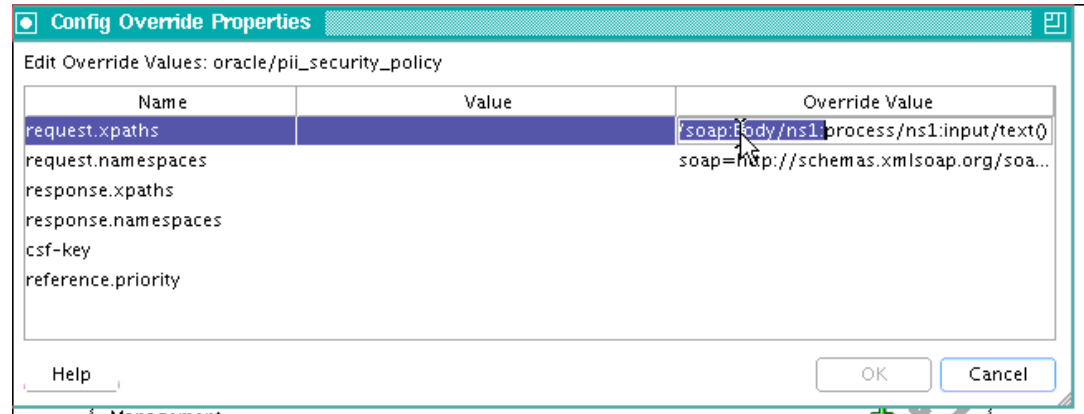 Config Override Properties
Edit Override Values: oracle/pii_security_policy
Name Value Override Value
request.xpaths /soap:Body/ns1:process/ns1:input/text()
request.namespaces soap=http://schemas.xmlsoap.org/soa...
response.xpaths
response.namespaces
csf-key
reference.priority
Help OK Cancel
Management